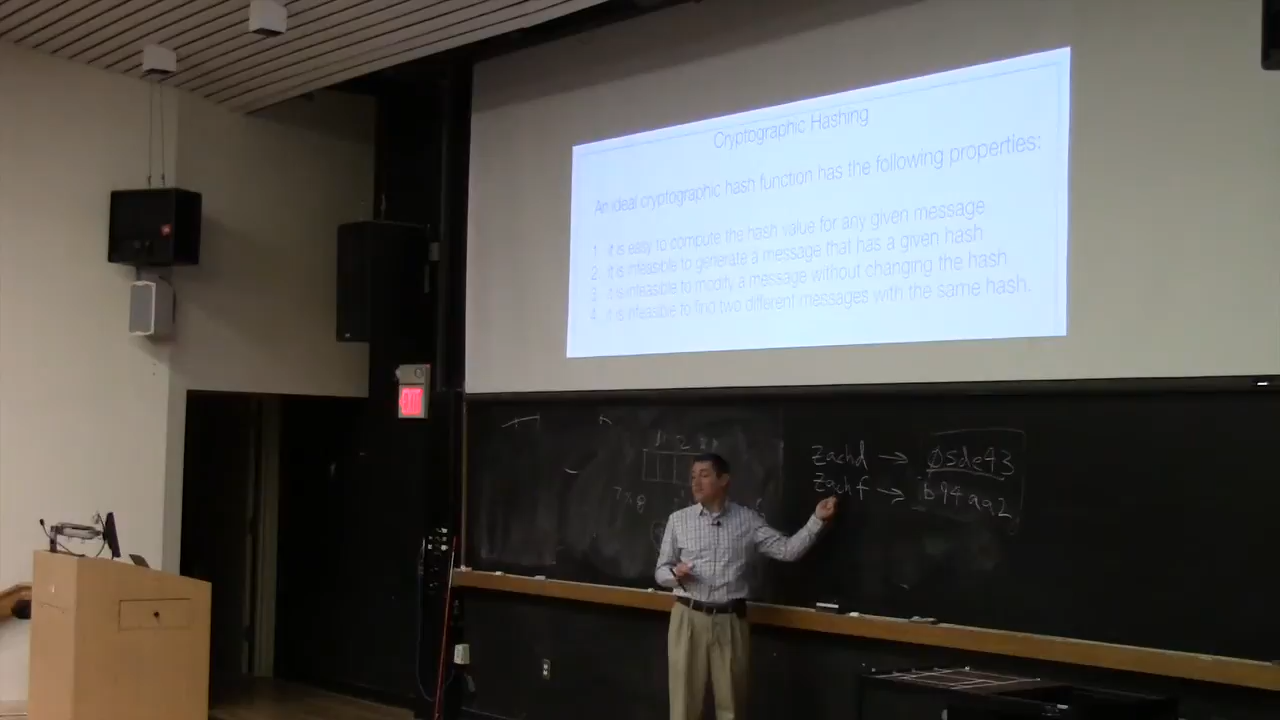 Cryptographic Hashing
An ideal cryptographic hash function has the following properties:
1. it is easy to compute the hash value for any given message
2. it is infeasible to generate a message that has a given hash
3. it is infeasible to modify a message without changing the hash
4. it is infeasible to find two different messages with the same hash.
EXIT
zachd → 05de43
zachf → b94aa2